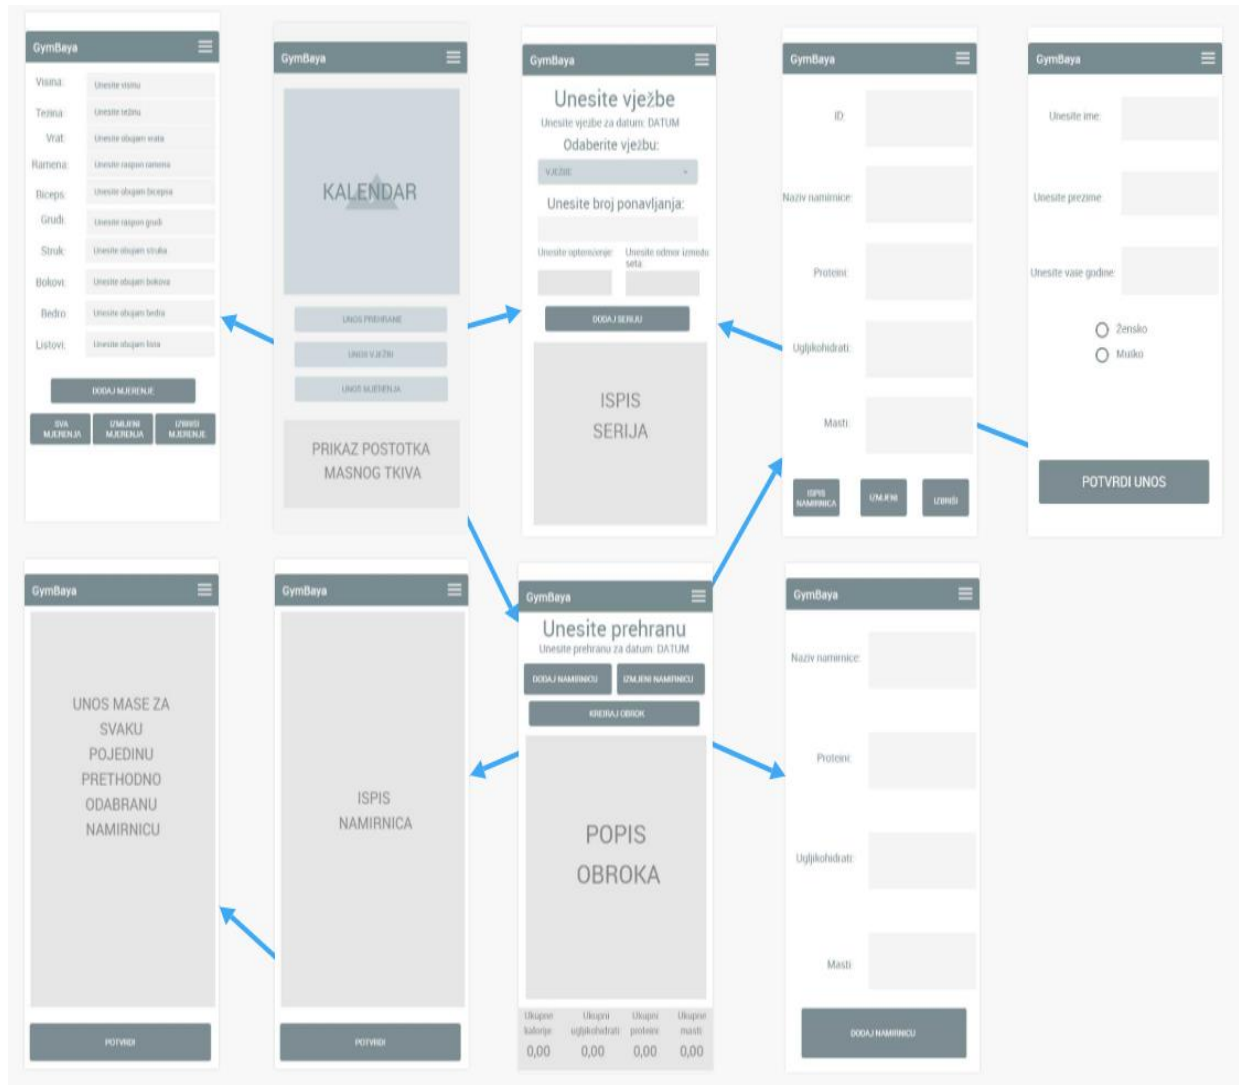 GymBaya
Visina:
Unesite visinu
Tezina:
Unesite težinu
Vrat:
Unesite obujam vrata
Ramena:
Unesite raspon ramena
Biceps:
Unesite obujam bicepsa
Grudi:
Unesite raspon grudi
Struk:
Unesite obujam struka
Bokovi:
Unesite obujam bokova
Bedro:
Unesite obujam bedra
Listovi:
Unesite obujam lista
DODAJ MJERENJE
SVA
MJERENJA
IZMIJENI
MJERENJA
IZBRIŠI
MJERENJE
GymBaya
KALENDAR
UNOS PREHRANE
UNOS VJEŽBI
UNOS MJERENJA
PRIKAZ POSTOTKA
MASNOG TKIVA
GymBaya
Unesite vježbe
Unesite vježbe za datum: DATUM
Odaberite vježbu:
VJEŽBE
Unesite broj ponavljanja:
Unesite opterećenje:
Unesite odmor između
seta:
DODAJ SERIJU
ISPIS
SERIJA
GymBaya
ID:
Naziv namirnice:
Proteini:
Ugljikohidrati:
Masti:
ISPIS
NAMIRNICA
IZMIJENI
IZBRIŠI
GymBaya
Unesite ime:
Unesite prezime:
Unesite vaše godine:
Žensko
Muško
POTVRDI UNOS
GymBaya
UNOS MASE ZA
SVAKU
POJEDINU
PRETHODNO
ODABRANU
NAMIRNICU
POTVRDI
GymBaya
ISPIS
NAMIRNICA
POTVRDI
GymBaya
Unesite prehranu
Unesite prehranu za datum: DATUM
DODAJ NAMIRNICU
IZMIJENI NAMIRNICU
KREIRAJ OBROK
POPIS
OBROKA
Ukupne
kalorije:
0,00
Ukupni
ugljikohidrati:
0,00
Ukupni
proteini:
0,00
Ukupne
masti:
0,00
GymBaya
Naziv namirnice:
Proteini:
Ugljikohidrati:
Masti:
DODAJ NAMIRNICU